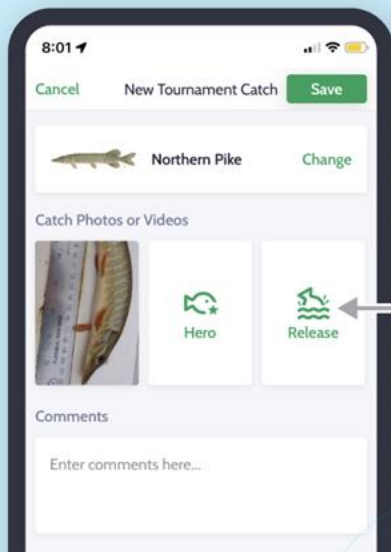 8:01
Cancel New Tournament Catch Save
Northern Pike Change
Catch Photos or Videos
Hero Release
Comments
Enter comments here...